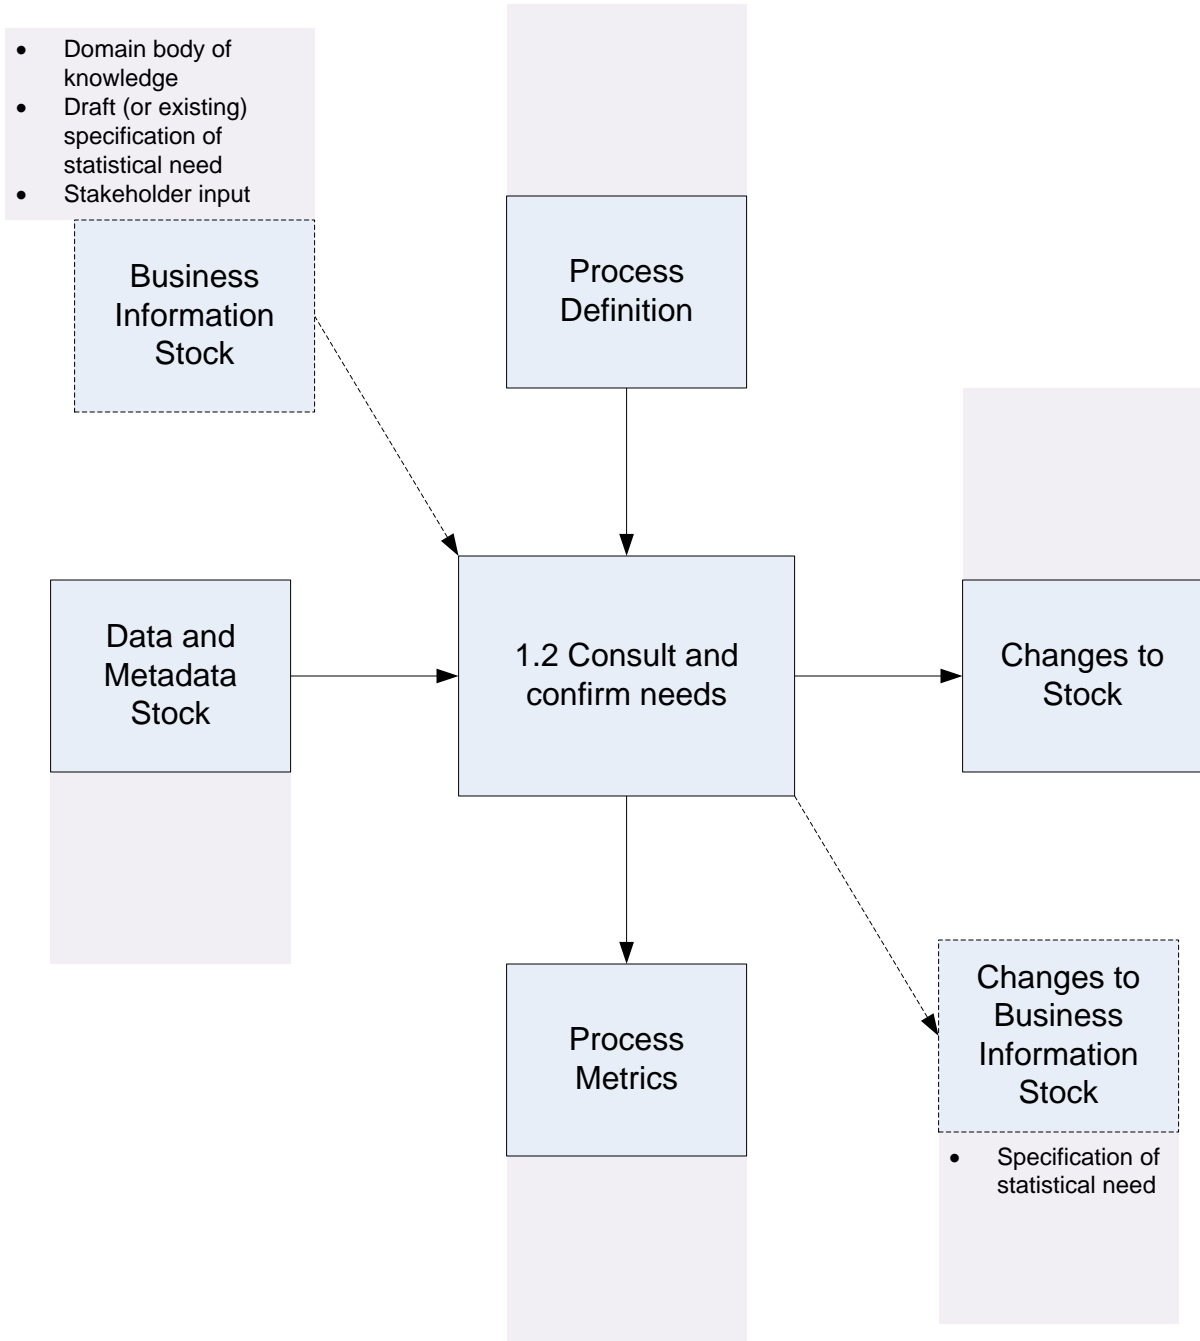 • Domain body of
knowledge
• Draft (or existing)
specification of
statistical need
• Stakeholder input
Business
Information
Stock
Process
Definition
Data and
Metadata
Stock
1.2 Consult and
confirm needs
Changes to
Stock
Process
Metrics
Changes to
Business
Information
Stock
• Specification of
statistical need